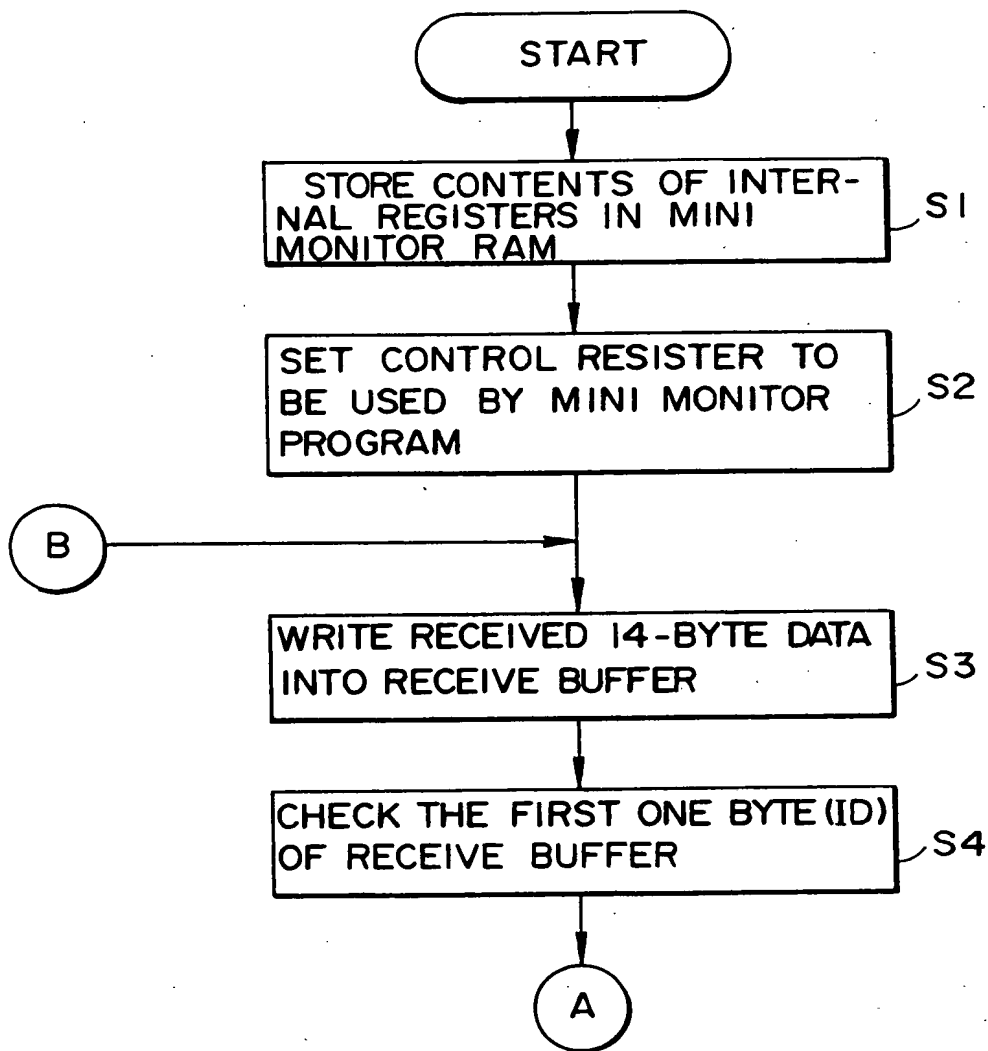 START
STORE CONTENTS OF INTER-
NAL REGISTERS IN MINI
MONITOR RAM
S1
SET CONTROL RESISTER TO
BE USED BY MINI MONITOR
PROGRAM
S2
B
WRITE RECEIVED 14-BYTE DATA
INTO RECEIVE BUFFER
S3
CHECK THE FIRST ONE BYTE (ID)
OF RECEIVE BUFFER
S4
A